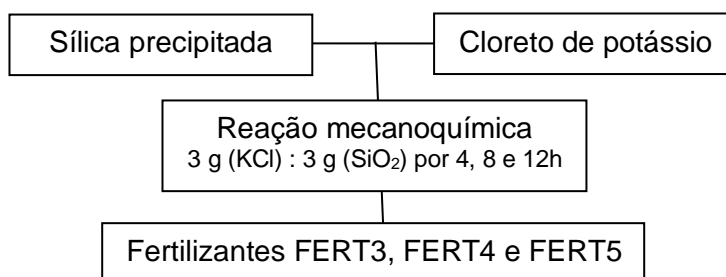 Sílica precipitada
Cloreto de potássio
Reação mecanoquímica
3 g (KCl) : 3 g (SiO₂) por 4, 8 e 12h
Fertilizantes FERT3, FERT4 e FERT5